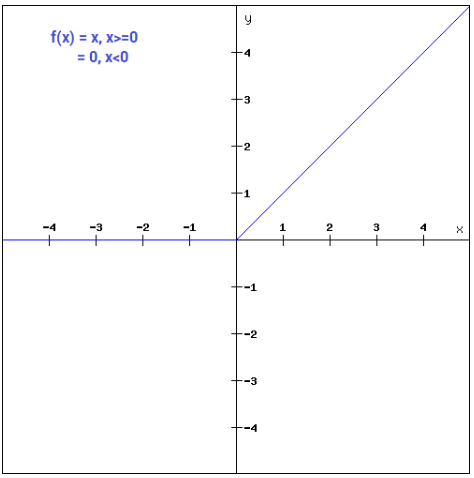 y
f(x) = x, x>=0
= 0, x<0
4
3
2
1
-4 -3 -2 -1 1 2 3 4 x
-1
-2
-3
-4